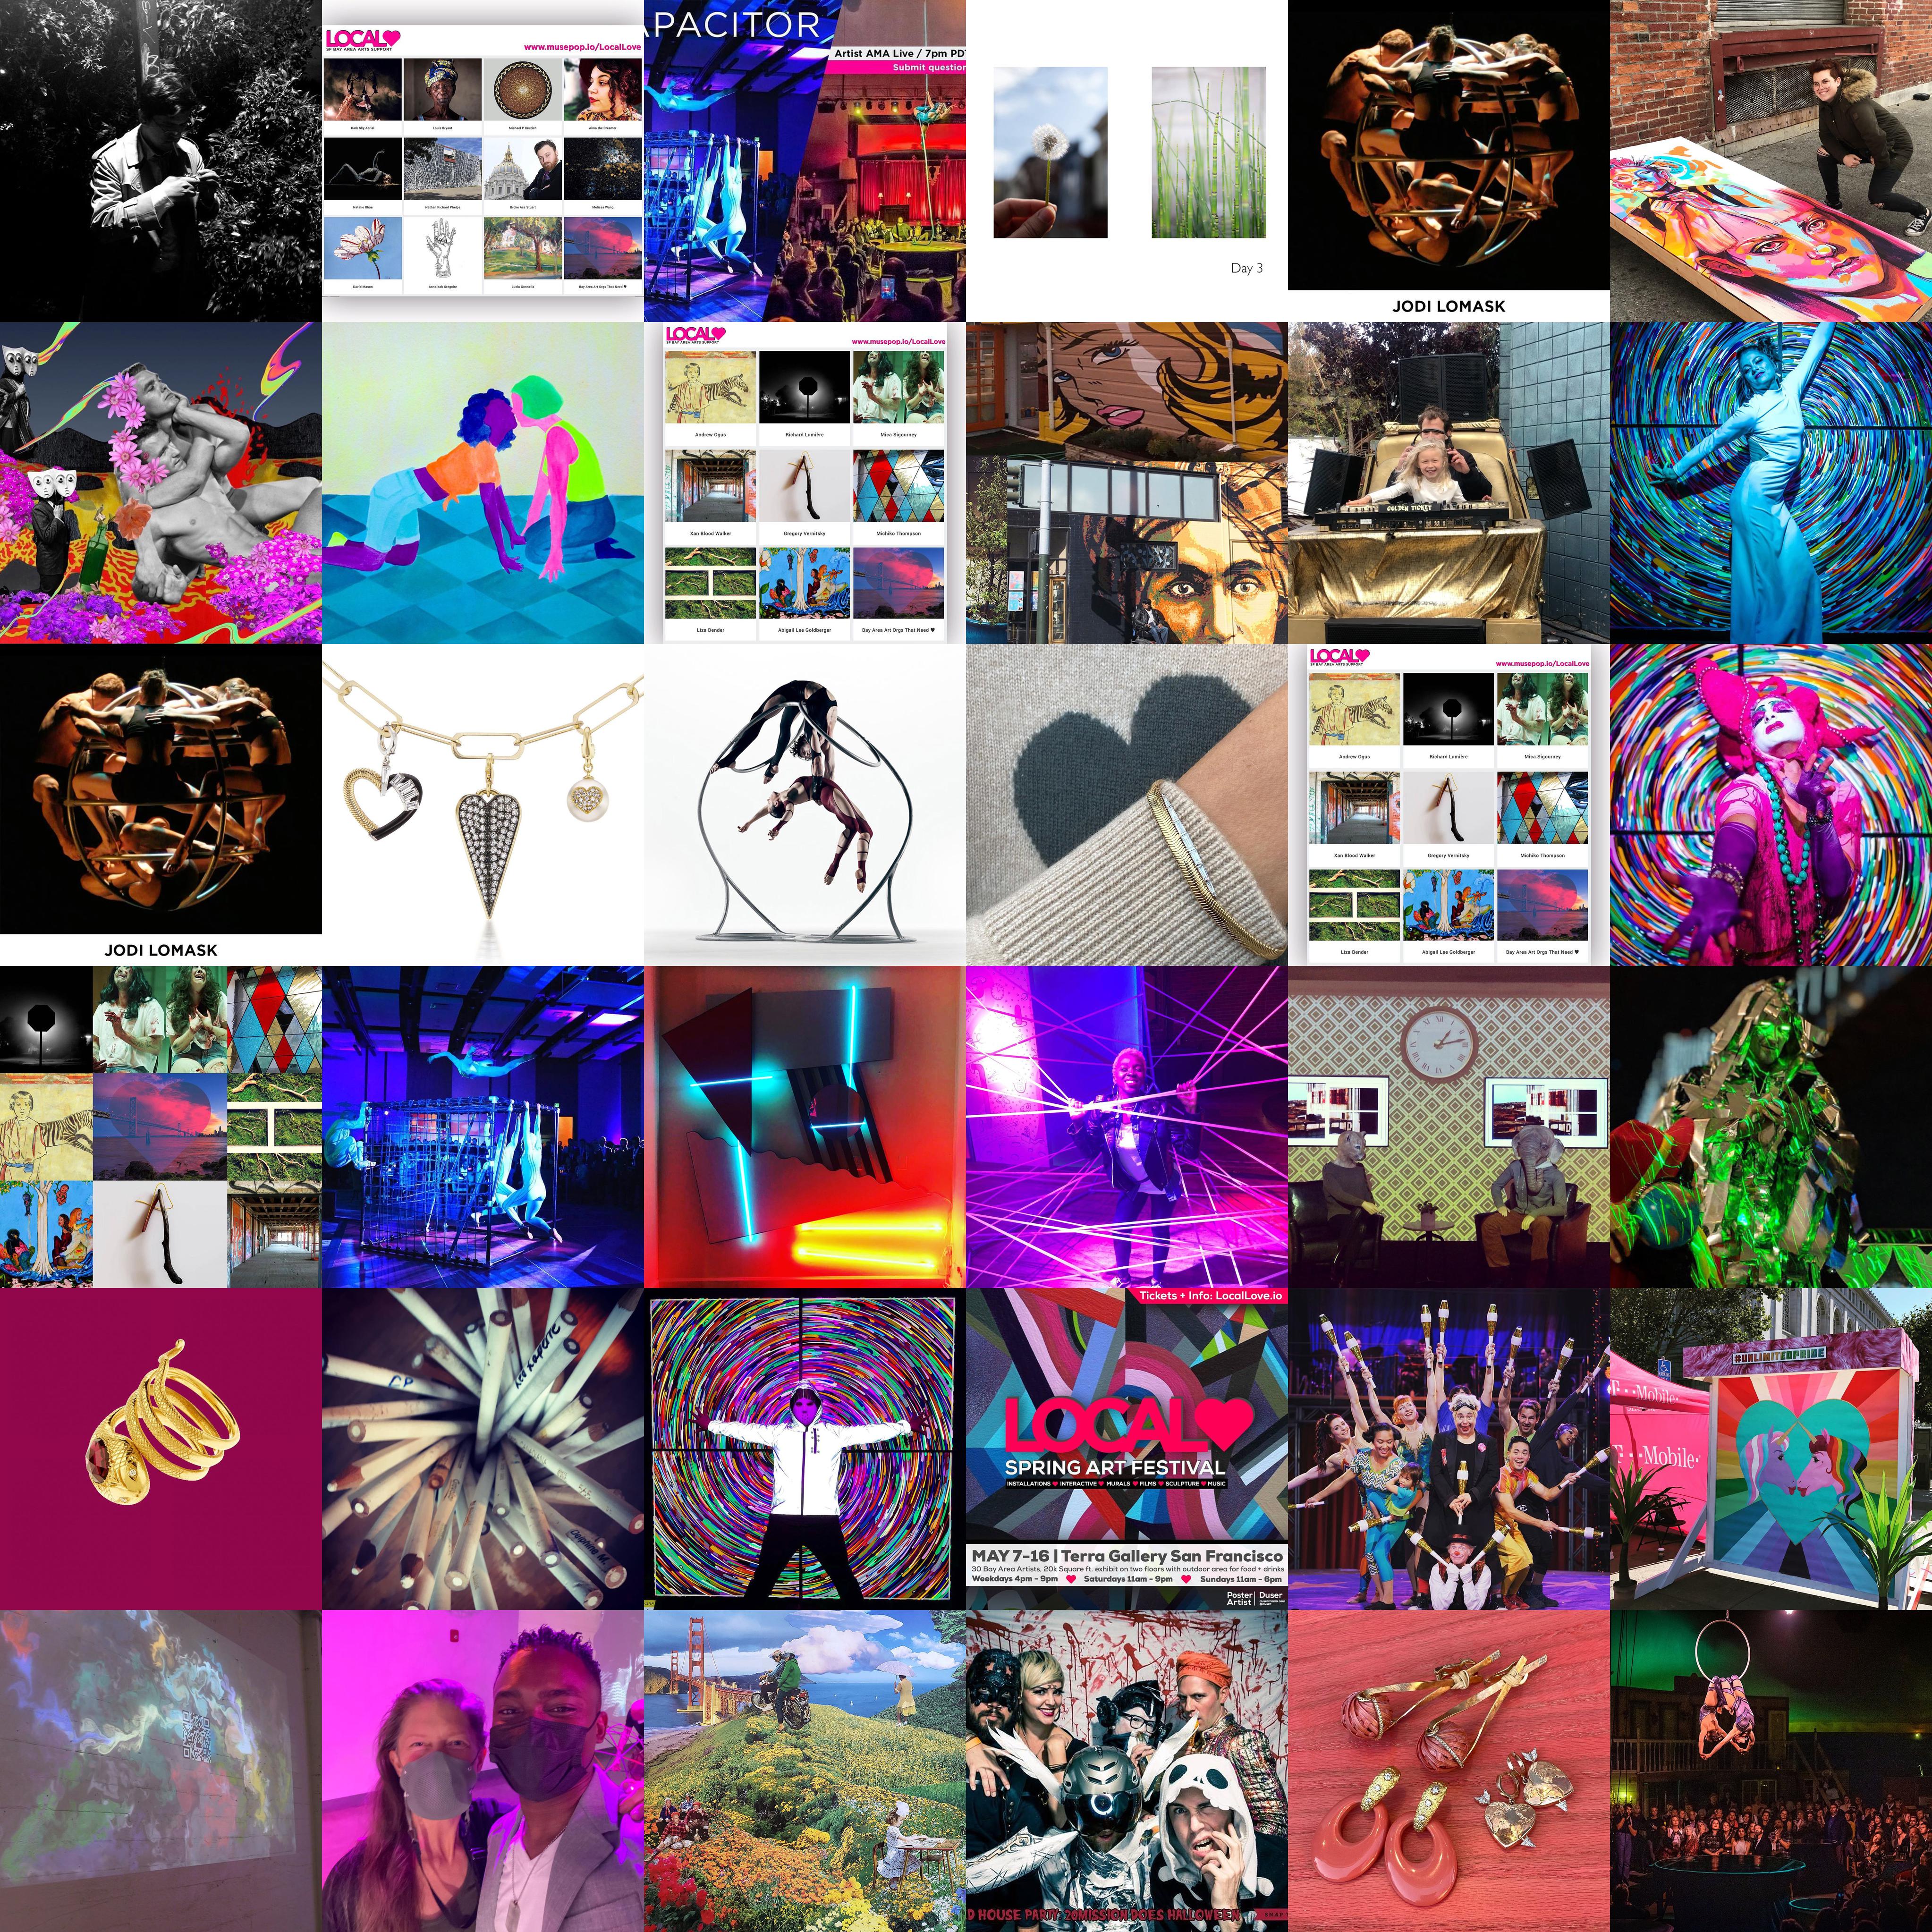 LOCAL
SF BAY AREA ARTS SUPPORT
www.musepop.io/LocalLove
Dark Sky Aerial
Laura Bryant
Anna the Dreamer
Natalia Rhae
Nathan Richard Phelps
Broke Ass Stuart
Melissa Wang
David Mason
Annaleah Gregoire
Lucia Gonnella
Bay Area Art Orgs That Need ♥
APACITOR
Artist AMA Live / 7pm PDT
Submit question
Day 3
JODI LOMASK
LOCAL
SF BAY AREA ARTS SUPPORT
www.musepop.io/LocalLove
Andrew Ogus
Richard Lumière
Mica Sigourney
Xan Blood Walker
Gregory Vernitsky
Michiko Thompson
Liza Bender
Abigail Lee Goldberger
Bay Area Art Orgs That Need ♥
GOLDEN TICKET
JODI LOMASK
LOCAL
SF BAY AREA ARTS SUPPORT
www.musepop.io/LocalLove
Andrew Ogus
Richard Lumière
Mica Sigourney
Xan Blood Walker
Gregory Vernitsky
Michiko Thompson
Liza Bender
Abigail Lee Goldberger
Bay Area Art Orgs That Need ♥
Tickets + Info: LocalLove.io
LOCAL
SPRING ART FESTIVAL
INSTALLATIONS ♥ INTERACTIVE ♥ MURALS ♥ FILMS ♥ SCULPTURE ♥ MUSIC
MAY 7-16 | Terra Gallery San Francisco
30 Bay Area Artists, 20k Square ft. exhibit on two floors with outdoor area for food + drinks
Weekdays 4pm - 9pm ♥ Saturdays 11am - 9pm ♥ Sundays 11am - 6pm
Poster Artist | Duser
#UNLIMITEDPRIDE
T-Mobile
T-Mobile
D HOUSE PARTY 20MISSION DOES HALLOWEEN